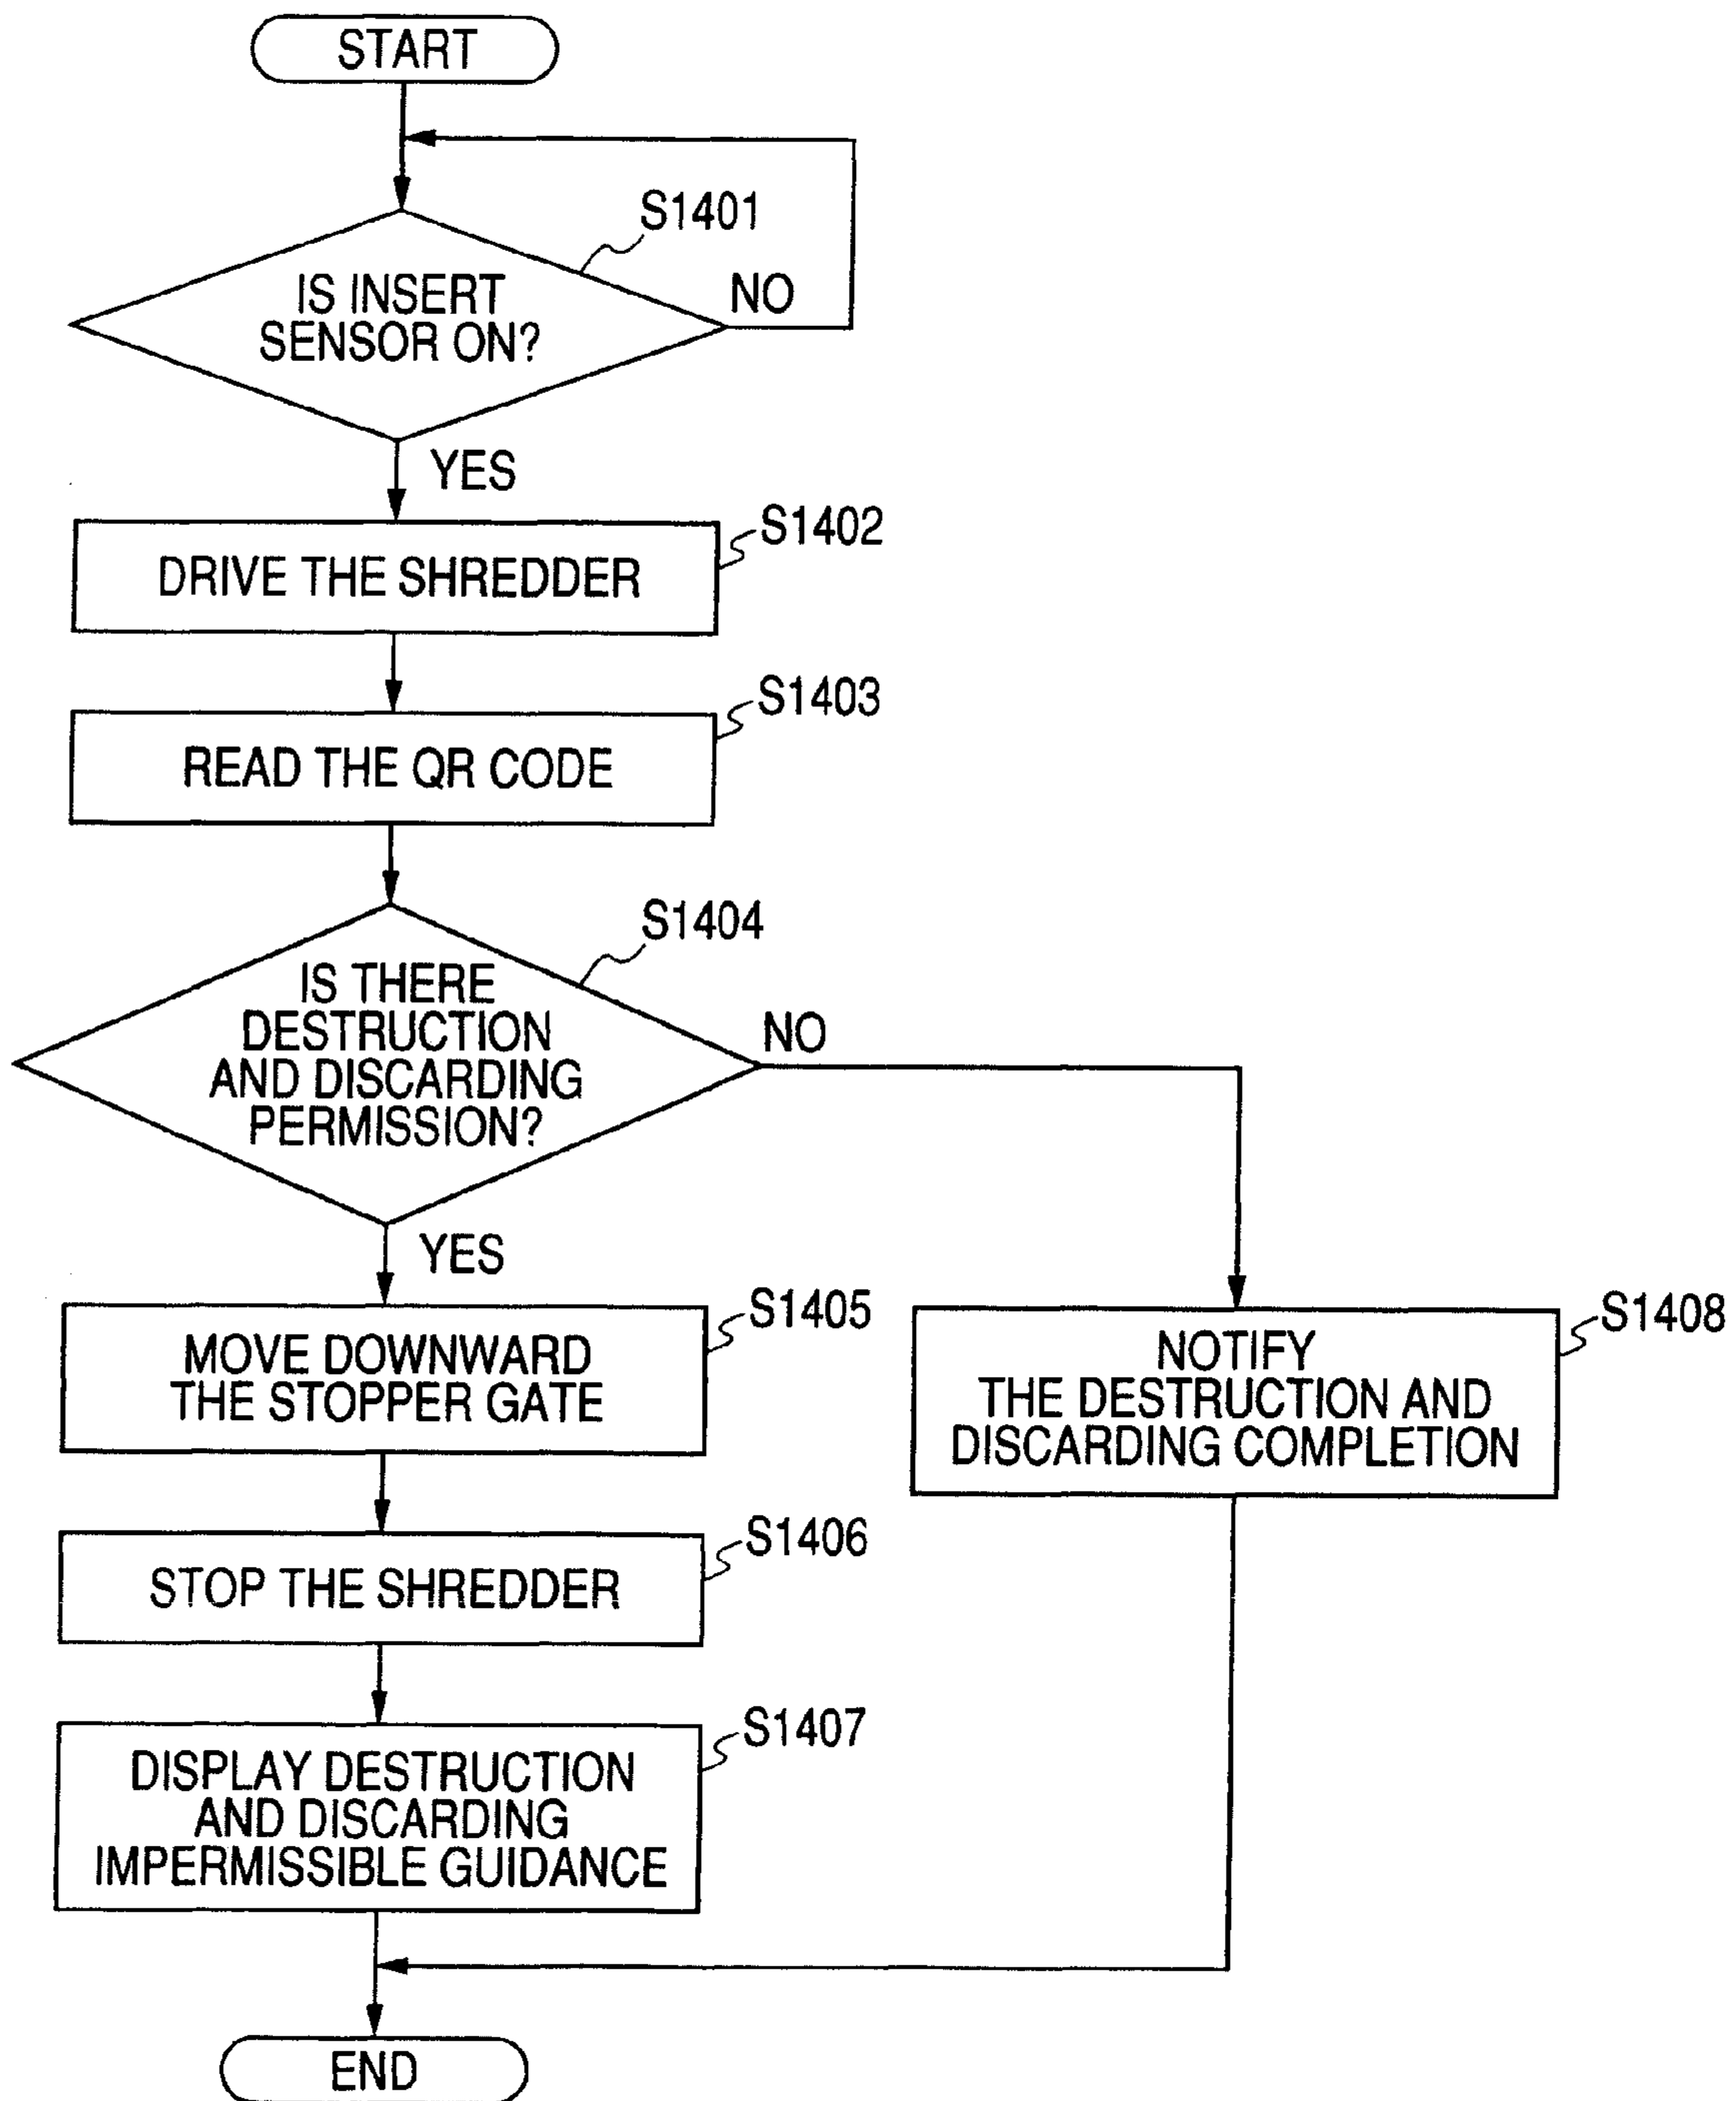 START
S1401
IS INSERT
SENSOR ON?
NO
YES
S1402
DRIVE THE SHREDDER
S1403
READ THE QR CODE
S1404
IS THERE
DESTRUCTION
AND DISCARDING
PERMISSION?
NO
YES
S1405
MOVE DOWNWARD
THE STOPPER GATE
S1408
NOTIFY
THE DESTRUCTION AND
DISCARDING COMPLETION
S1406
STOP THE SHREDDER
S1407
DISPLAY DESTRUCTION
AND DISCARDING
IMPERMISSIBLE GUIDANCE
END